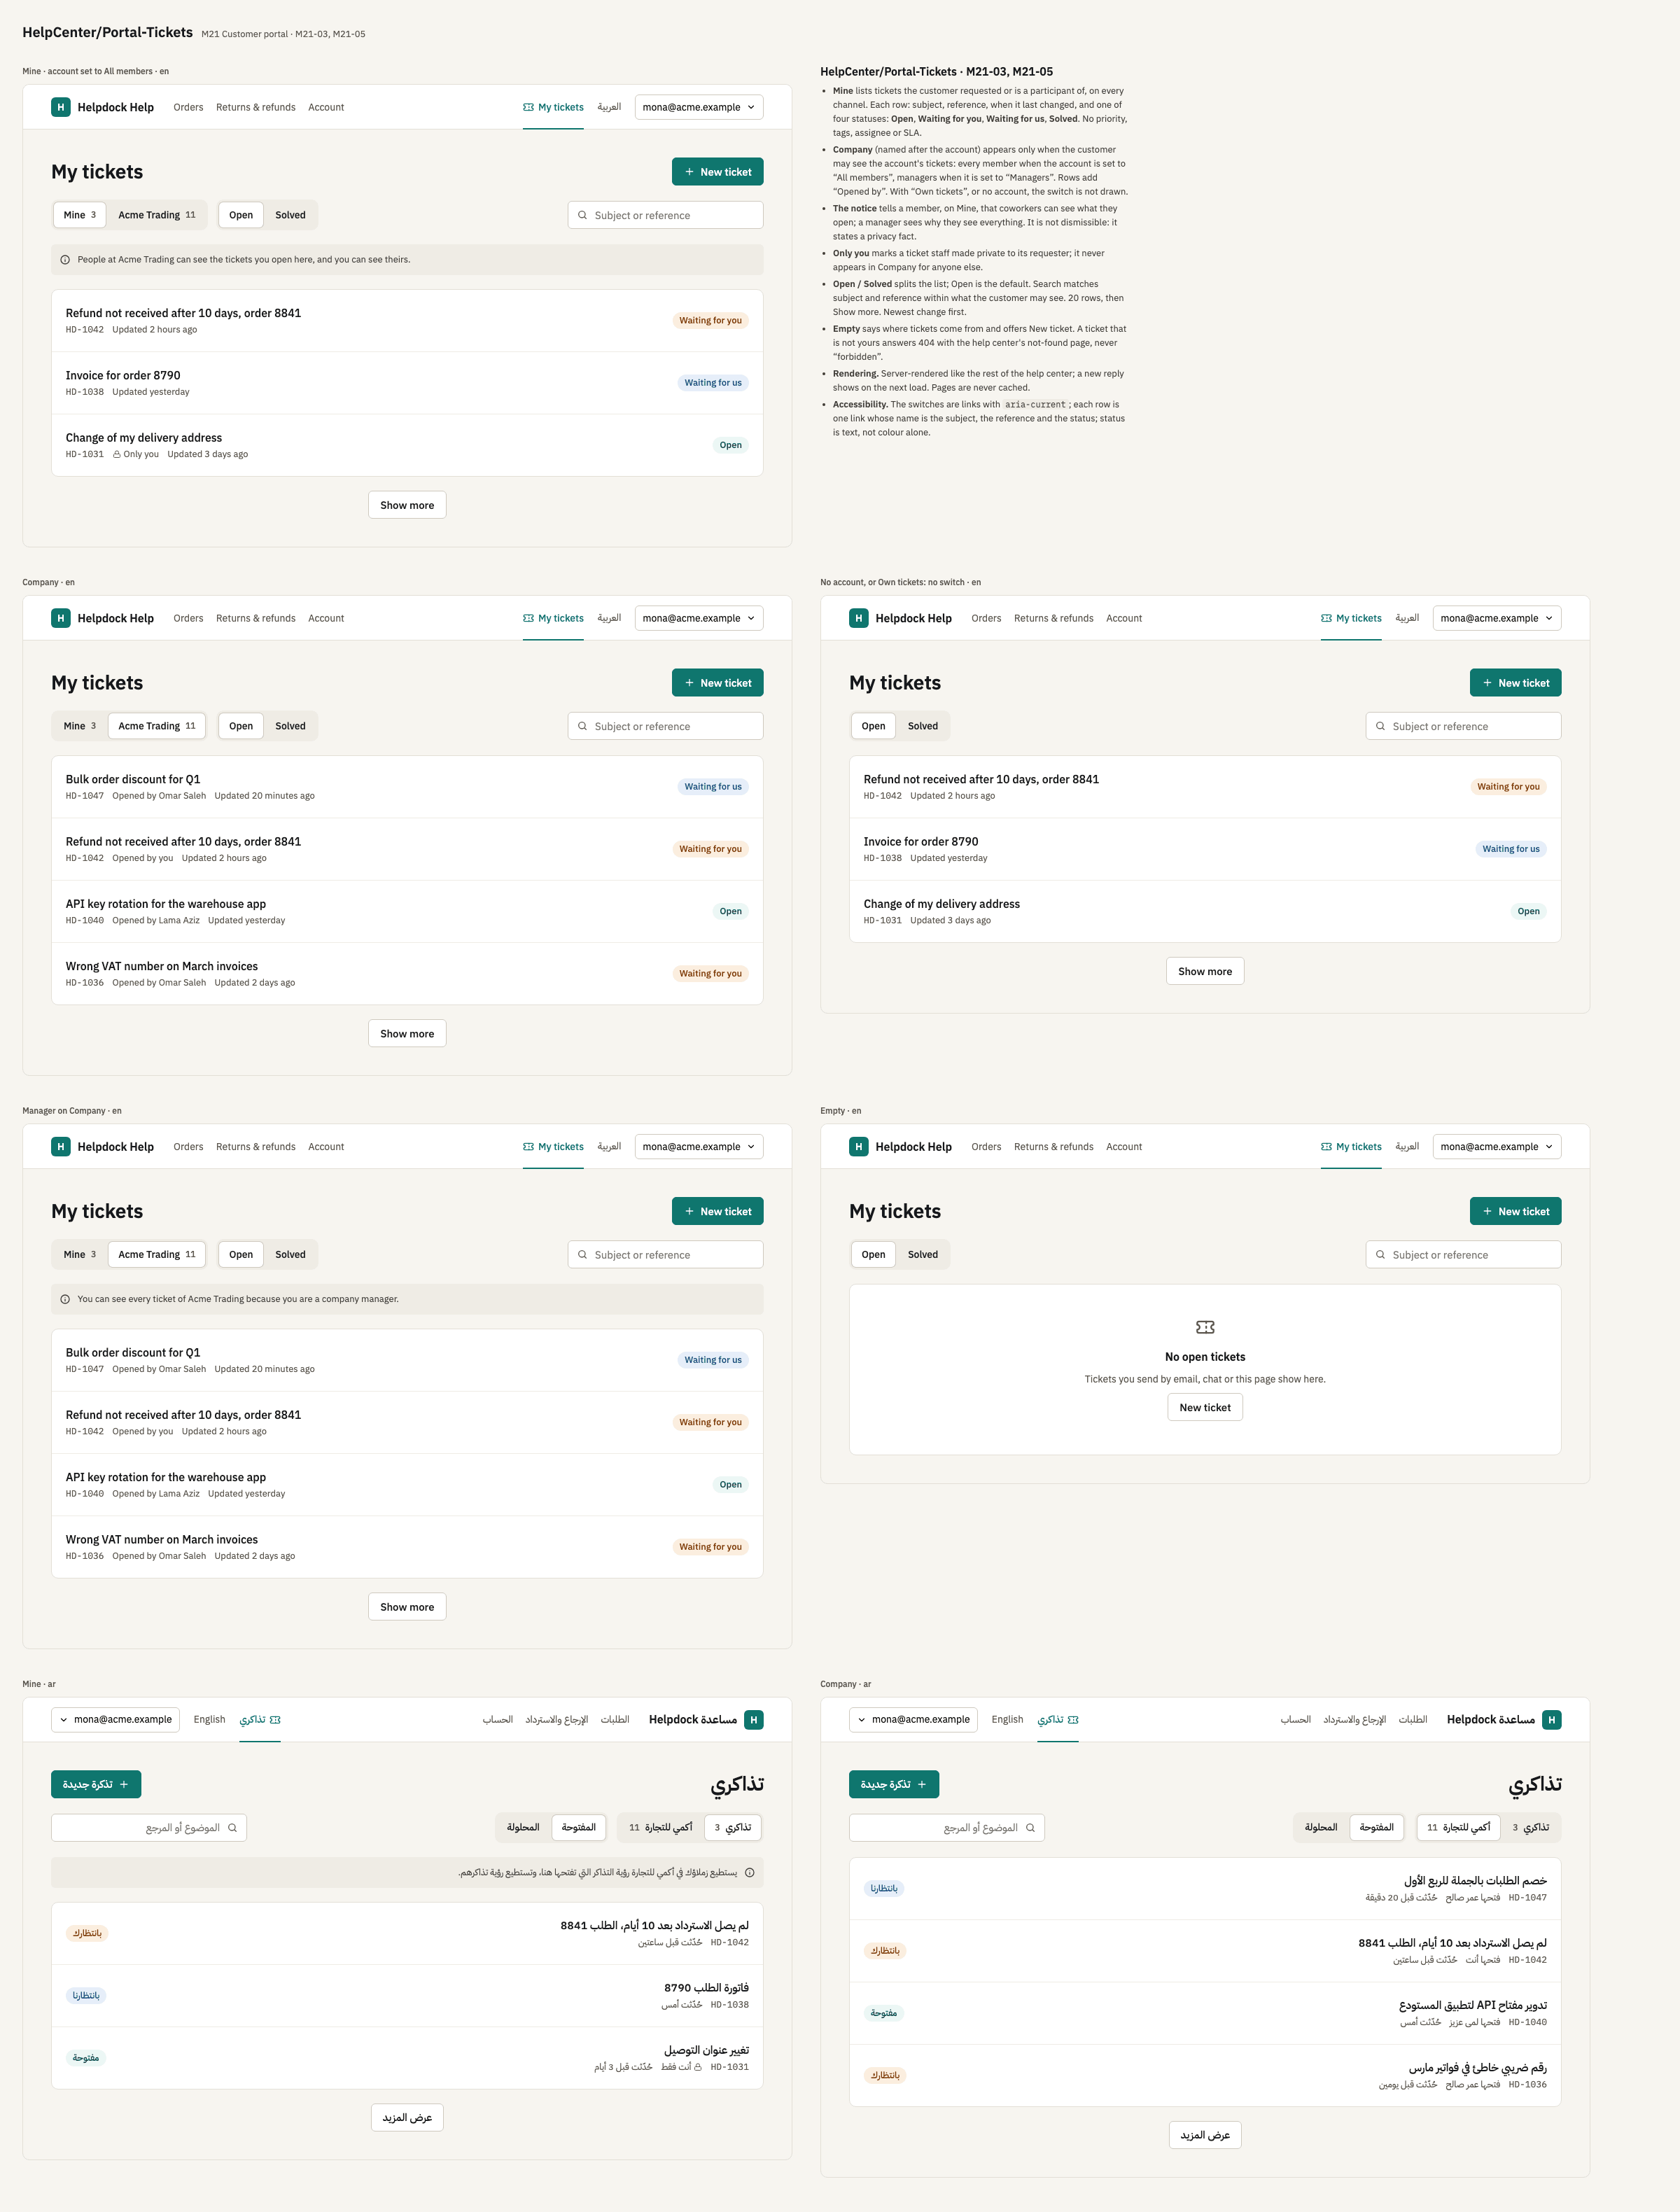 HelpCenter/Portal-Tickets M21 Customer portal · M21-03, M21-05
Mine · account set to All members · en
H Helpdock Help Orders Returns & refunds Account My tickets العربية mona@acme.example
My tickets
+ New ticket
Mine 3 Acme Trading 11 Open Solved Subject or reference
People at Acme Trading can see the tickets you open here, and you can see theirs.
Refund not received after 10 days, order 8841
HD-1042 Updated 2 hours ago
Waiting for you
Invoice for order 8790
HD-1038 Updated yesterday
Waiting for us
Change of my delivery address
HD-1031 Only you Updated 3 days ago
Open
Show more
HelpCenter/Portal-Tickets · M21-03, M21-05
• Mine lists tickets the customer requested or is a participant of, on every
channel. Each row: subject, reference, when it last changed, and one of
four statuses: Open, Waiting for you, Waiting for us, Solved. No priority,
tags, assignee or SLA.
• Company (named after the account) appears only when the customer
may see the account's tickets: every member when the account is set to
“All members”, managers when it is set to “Managers”. Rows add
“Opened by”. With “Own tickets”, or no account, the switch is not drawn.
• The notice tells a member, on Mine, that coworkers can see what they
open; a manager sees why they see everything. It is not dismissible: it
states a privacy fact.
• Only you marks a ticket staff made private to its requester; it never
appears in Company for anyone else.
• Open / Solved splits the list; Open is the default. Search matches
subject and reference within what the customer may see. 20 rows, then
Show more. Newest change first.
• Empty says where tickets come from and offers New ticket. A ticket that
is not yours answers 404 with the help center's not-found page, never
“forbidden”.
• Rendering. Server-rendered like the rest of the help center; a new reply
shows on the next load. Pages are never cached.
• Accessibility. The switches are links with aria-current; each row is
one link whose name is the subject, the reference and the status; status
is text, not colour alone.
Company · en
H Helpdock Help Orders Returns & refunds Account My tickets العربية mona@acme.example
My tickets
+ New ticket
Mine 3 Acme Trading 11 Open Solved Subject or reference
Bulk order discount for Q1
HD-1047 Opened by Omar Saleh Updated 20 minutes ago
Waiting for us
Refund not received after 10 days, order 8841
HD-1042 Opened by you Updated 2 hours ago
Waiting for you
API key rotation for the warehouse app
HD-1040 Opened by Lama Aziz Updated yesterday
Open
Wrong VAT number on March invoices
HD-1036 Opened by Omar Saleh Updated 2 days ago
Waiting for you
Show more
No account, or Own tickets: no switch · en
H Helpdock Help Orders Returns & refunds Account My tickets العربية mona@acme.example
My tickets
+ New ticket
Open Solved Subject or reference
Refund not received after 10 days, order 8841
HD-1042 Updated 2 hours ago
Waiting for you
Invoice for order 8790
HD-1038 Updated yesterday
Waiting for us
Change of my delivery address
HD-1031 Updated 3 days ago
Open
Show more
Manager on Company · en
H Helpdock Help Orders Returns & refunds Account My tickets العربية mona@acme.example
My tickets
+ New ticket
Mine 3 Acme Trading 11 Open Solved Subject or reference
You can see every ticket of Acme Trading because you are a company manager.
Bulk order discount for Q1
HD-1047 Opened by Omar Saleh Updated 20 minutes ago
Waiting for us
Refund not received after 10 days, order 8841
HD-1042 Opened by you Updated 2 hours ago
Waiting for you
API key rotation for the warehouse app
HD-1040 Opened by Lama Aziz Updated yesterday
Open
Wrong VAT number on March invoices
HD-1036 Opened by Omar Saleh Updated 2 days ago
Waiting for you
Show more
Empty · en
H Helpdock Help Orders Returns & refunds Account My tickets العربية mona@acme.example
My tickets
+ New ticket
Open Solved Subject or reference
No open tickets
Tickets you send by email, chat or this page show here.
New ticket
Mine · ar
H مساعدة Helpdock الطلبات الإرجاع والاسترداد الحساب تذاكري English mona@acme.example
تذاكري
+ تذكرة جديدة
تذاكري 3 أكمي للتجارة 11 المفتوحة المحلولة الموضوع أو المرجع
يستطيع زملاؤك في أكمي للتجارة رؤية التذاكر التي تفتحها هنا، وتستطيع رؤية تذاكرهم.
لم يصل الاسترداد بعد 10 أيام، الطلب 8841
HD-1042 حُدّثت قبل ساعتين
بانتظارك
فاتورة الطلب 8790
HD-1038 حُدّثت أمس
بانتظارنا
تغيير عنوان التوصيل
HD-1031 أنت فقط حُدّثت قبل 3 أيام
مفتوحة
عرض المزيد
Company · ar
H مساعدة Helpdock الطلبات الإرجاع والاسترداد الحساب تذاكري English mona@acme.example
تذاكري
+ تذكرة جديدة
تذاكري 3 أكمي للتجارة 11 المفتوحة المحلولة الموضوع أو المرجع
خصم الطلبات بالجملة للربع الأول
HD-1047 فتحها عمر صالح حُدّثت قبل 20 دقيقة
بانتظارنا
لم يصل الاسترداد بعد 10 أيام، الطلب 8841
HD-1042 فتحها أنت حُدّثت قبل ساعتين
بانتظارك
تدوير مفتاح API لتطبيق المستودع
HD-1040 فتحها لمى عزيز حُدّثت أمس
مفتوحة
رقم ضريبي خاطئ في فواتير مارس
HD-1036 فتحها عمر صالح حُدّثت قبل يومين
بانتظارك
عرض المزيد